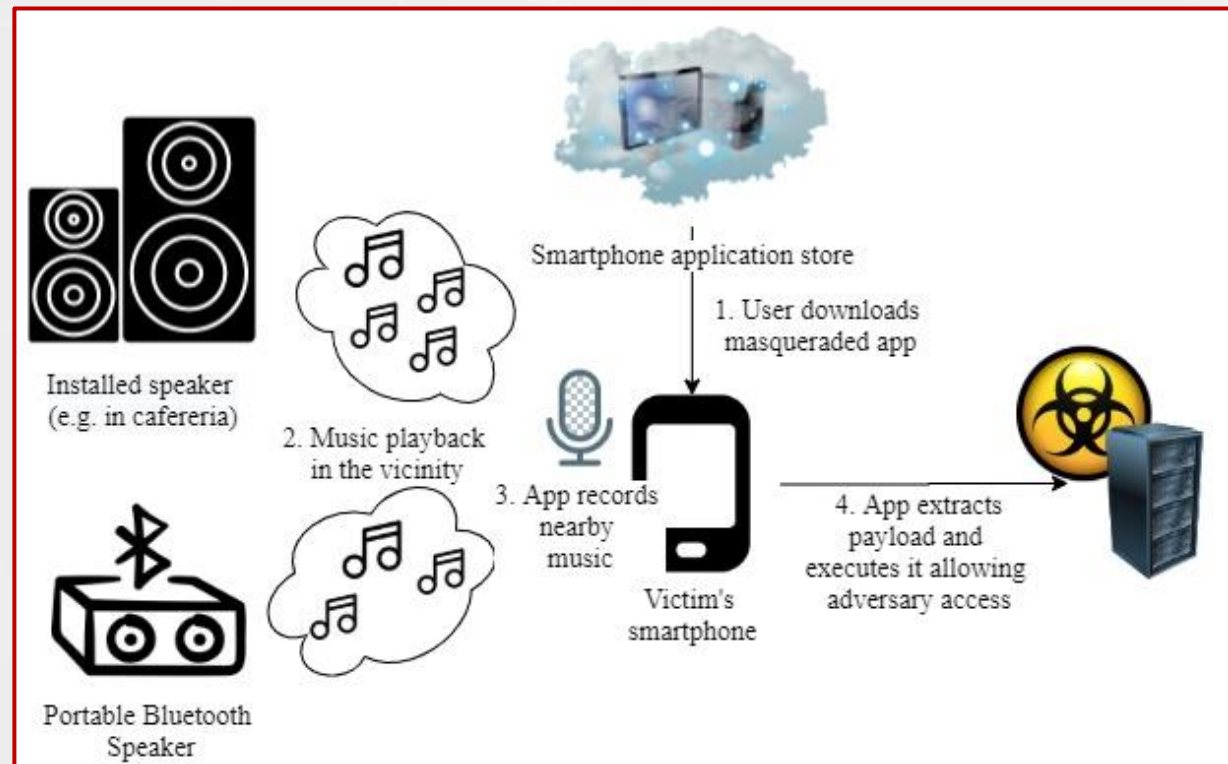 Smartphone application store
1. User downloads
masqueraded app
Installed speaker
(e.g. in cafereria)
2. Music playback
in the vicinity
3. App records
nearby
music
4. App extracts
payload and
executes it allowing
adversary access
Victim's
smartphone
Portable Bluetooth
Speaker